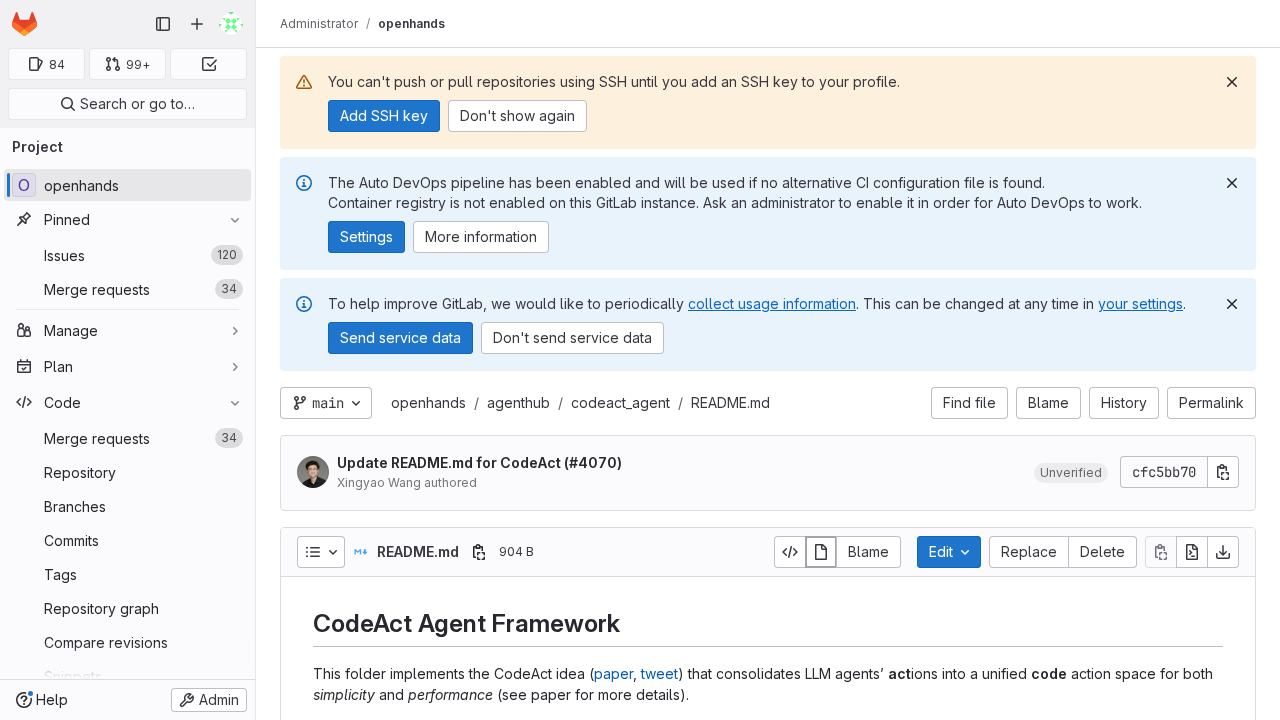 Administrator / openhands
84
99+
Search or go to…
Project
O openhands
Pinned
Issues 120
Merge requests 34
Manage
Plan
Code
Merge requests 34
Repository
Branches
Commits
Tags
Repository graph
Compare revisions
Snippets
Help
Admin
You can't push or pull repositories using SSH until you add an SSH key to your profile.
Add SSH key Don't show again
The Auto DevOps pipeline has been enabled and will be used if no alternative CI configuration file is found.
Container registry is not enabled on this GitLab instance. Ask an administrator to enable it in order for Auto DevOps to work.
Settings More information
To help improve GitLab, we would like to periodically collect usage information. This can be changed at any time in your settings.
Send service data Don't send service data
main openhands / agenthub / codeact_agent / README.md Find file Blame History Permalink
Update README.md for CodeAct (#4070)
Xingyao Wang authored
Unverified cfc5bb70
README.md 904 B Blame Edit Replace Delete
CodeAct Agent Framework
This folder implements the CodeAct idea (paper, tweet) that consolidates LLM agents’ actions into a unified code action space for both
simplicity and performance (see paper for more details).